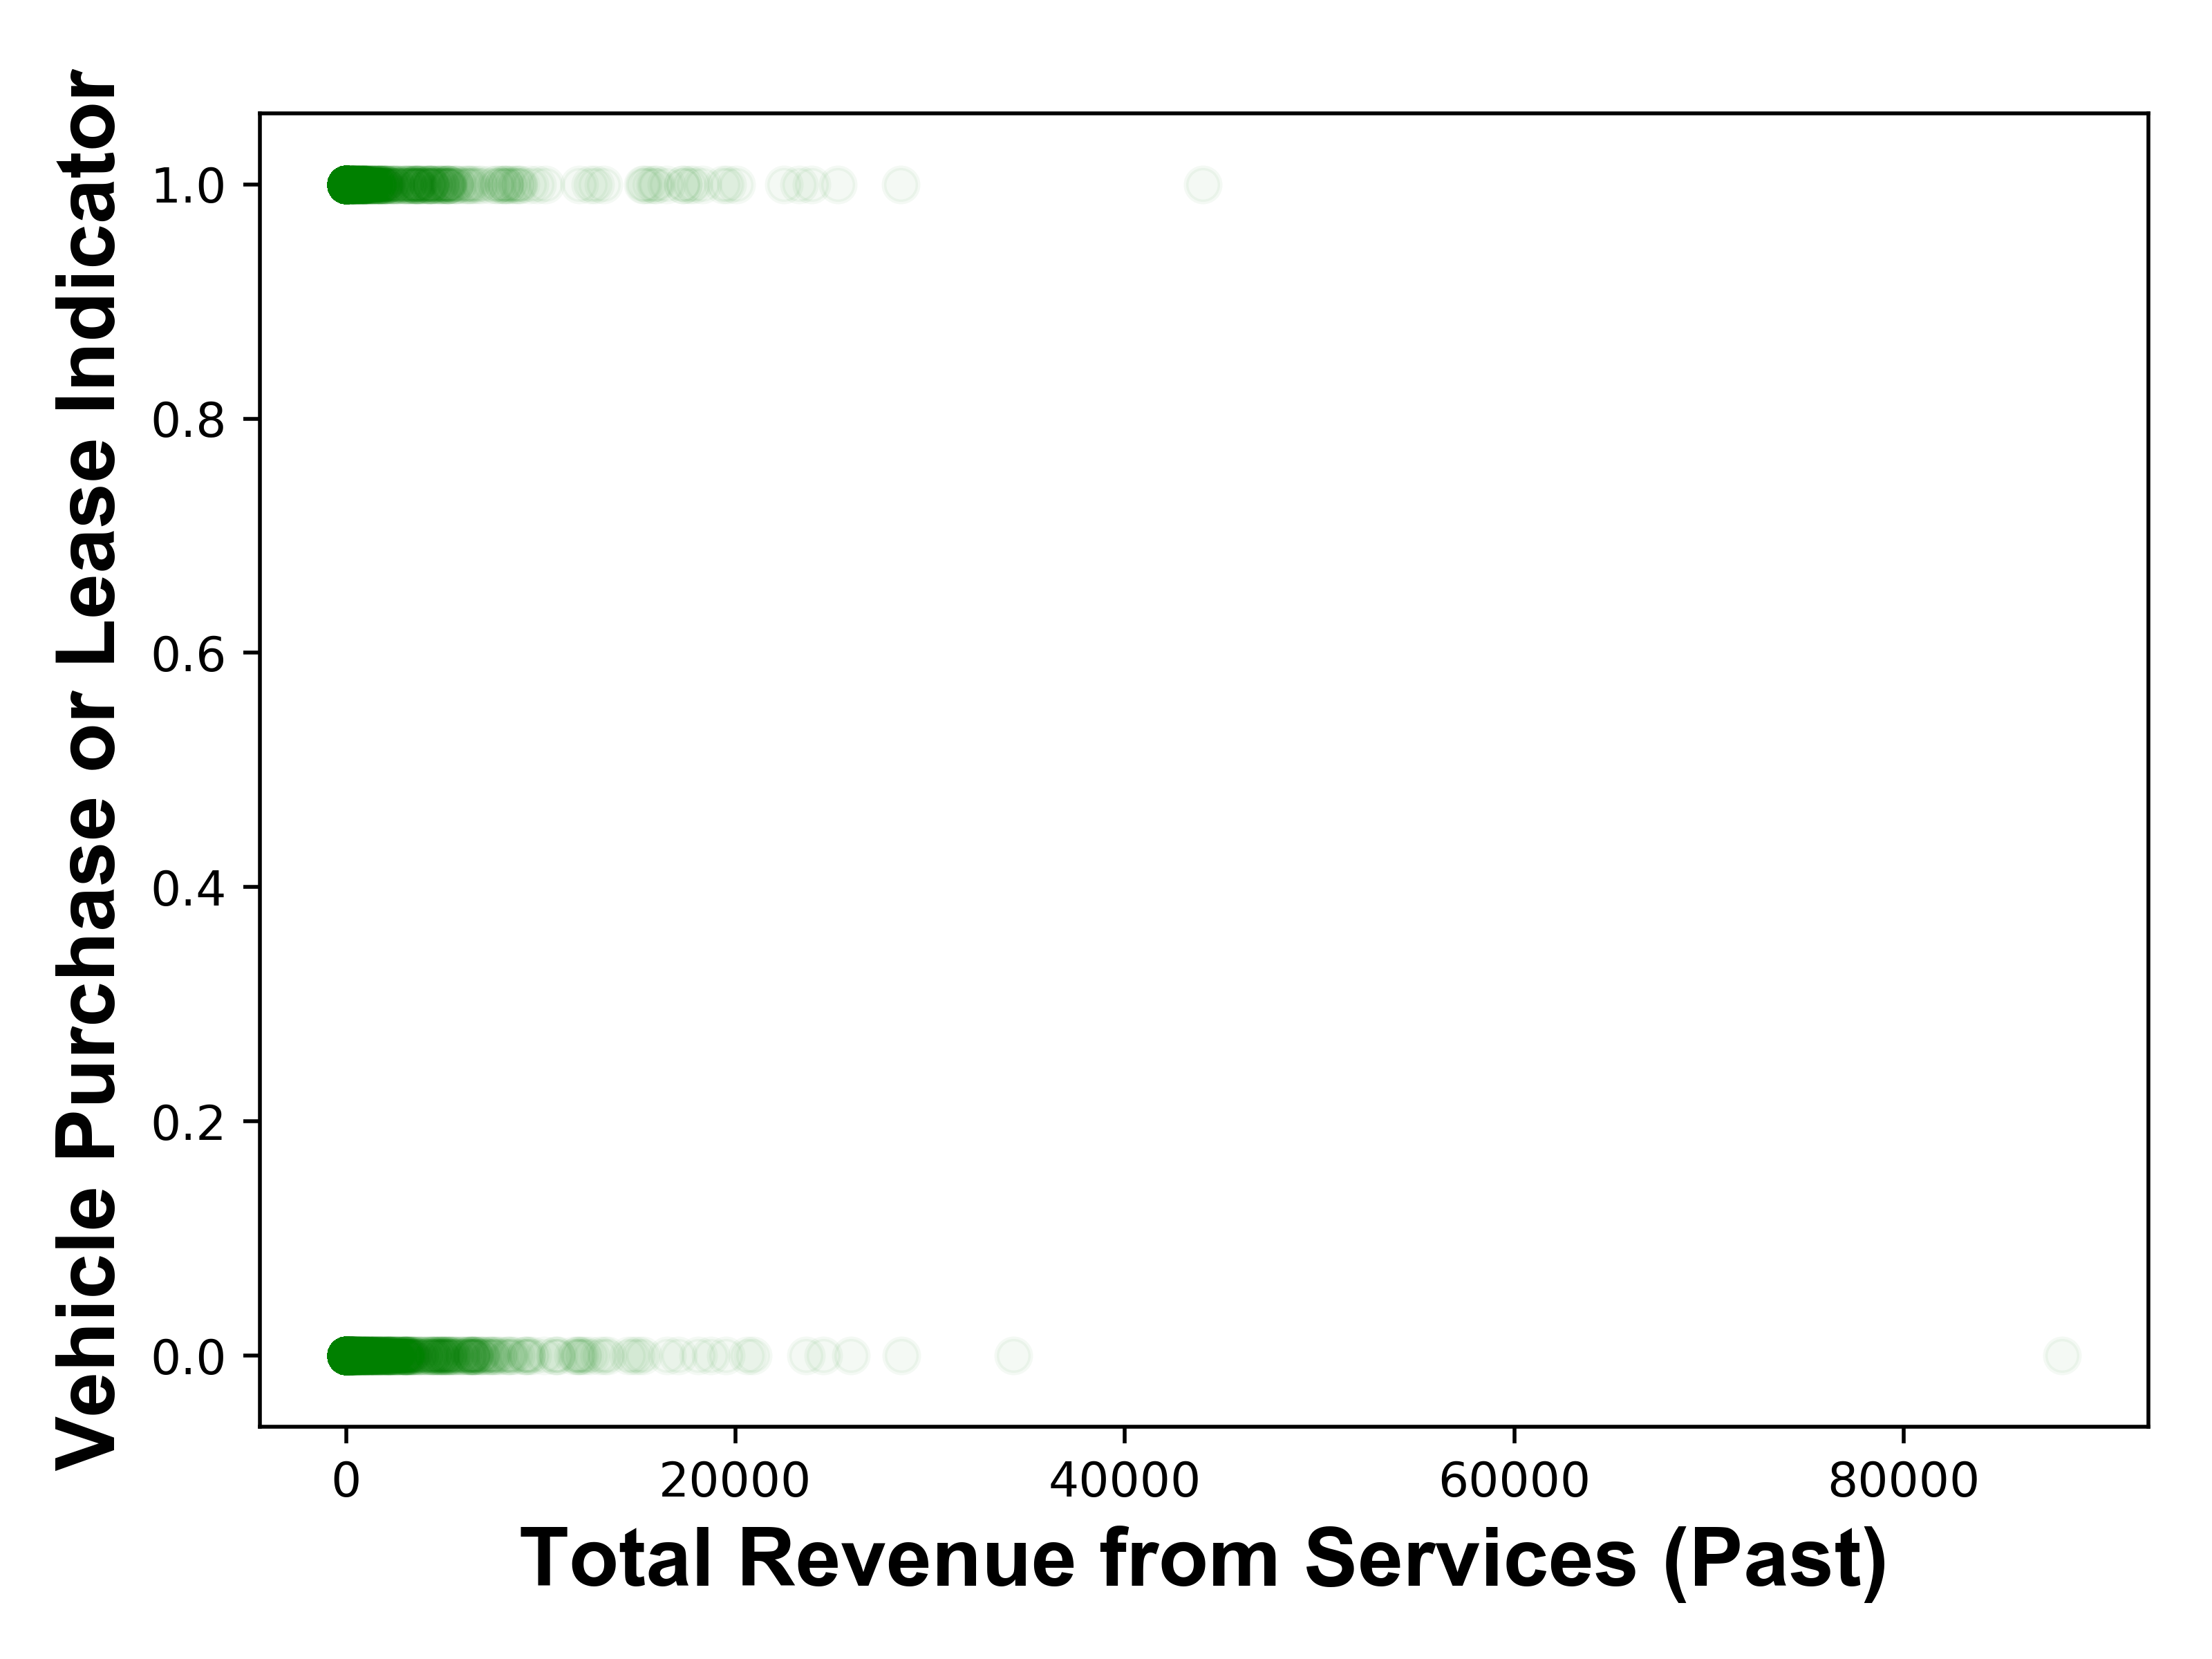 Vehicle Purchase or Lease Indicator
1.0
0.8
0.6
0.4
0.2
0.0
0 20000 40000 60000 80000
Total Revenue from Services (Past)